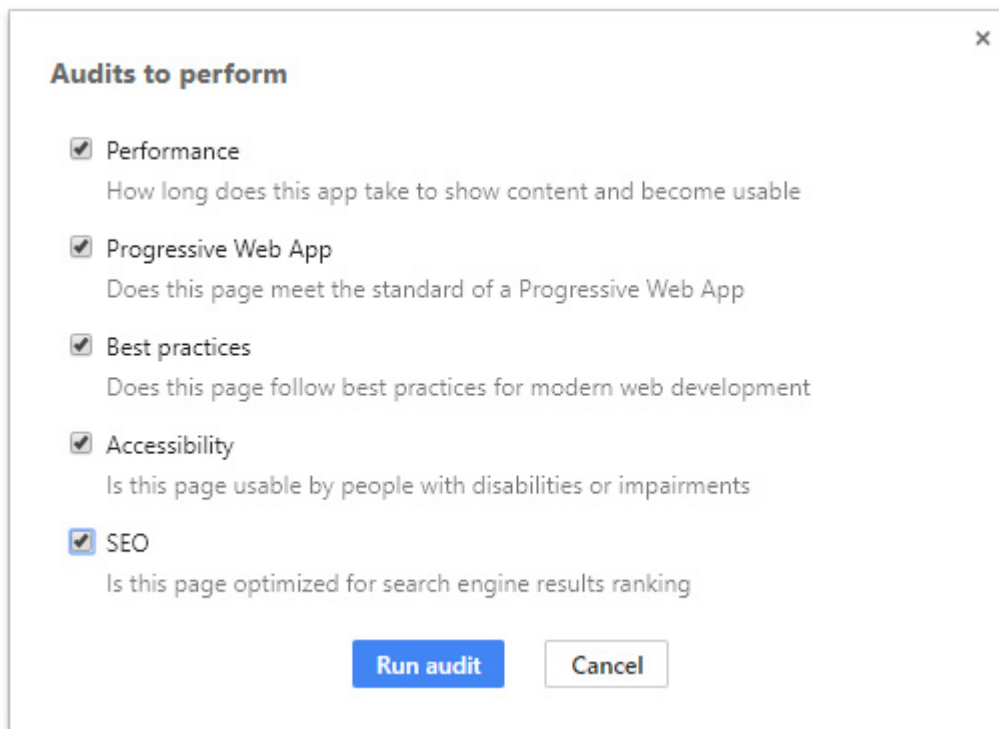 Audits to perform
Performance
How long does this app take to show content and become usable
Progressive Web App
Does this page meet the standard of a Progressive Web App
Best practices
Does this page follow best practices for modern web development
Accessibility
Is this page usable by people with disabilities or impairments
SEO
Is this page optimized for search engine results ranking
Run audit Cancel